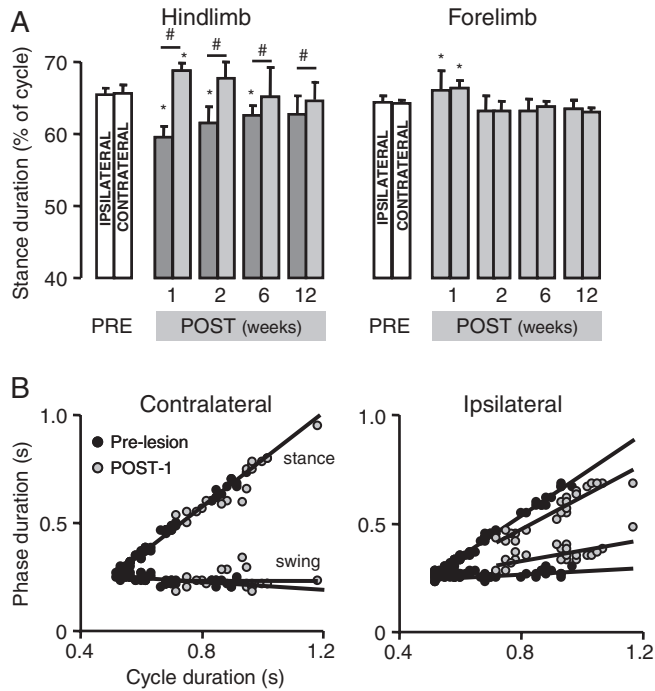 A
Hindlimb
Forelimb
Stance duration (% of cycle)
70
60
50
40
IPSILATERAL
CONTRALATERAL
*
#
*
*
#
*
#
#
1
2
6
12
PRE
POST (weeks)
IPSILATERAL
CONTRATERAL
*
*
1
2
6
12
PRE
POST (weeks)
B
Contralateral
Ipsilateral
Phase duration (s)
1.0
0.5
0
Pre-lesion
POST-1
stance
swing
0.4
0.8
1.2
Cycle duration (s)
1.0
0.5
0
0.4
0.8
1.2